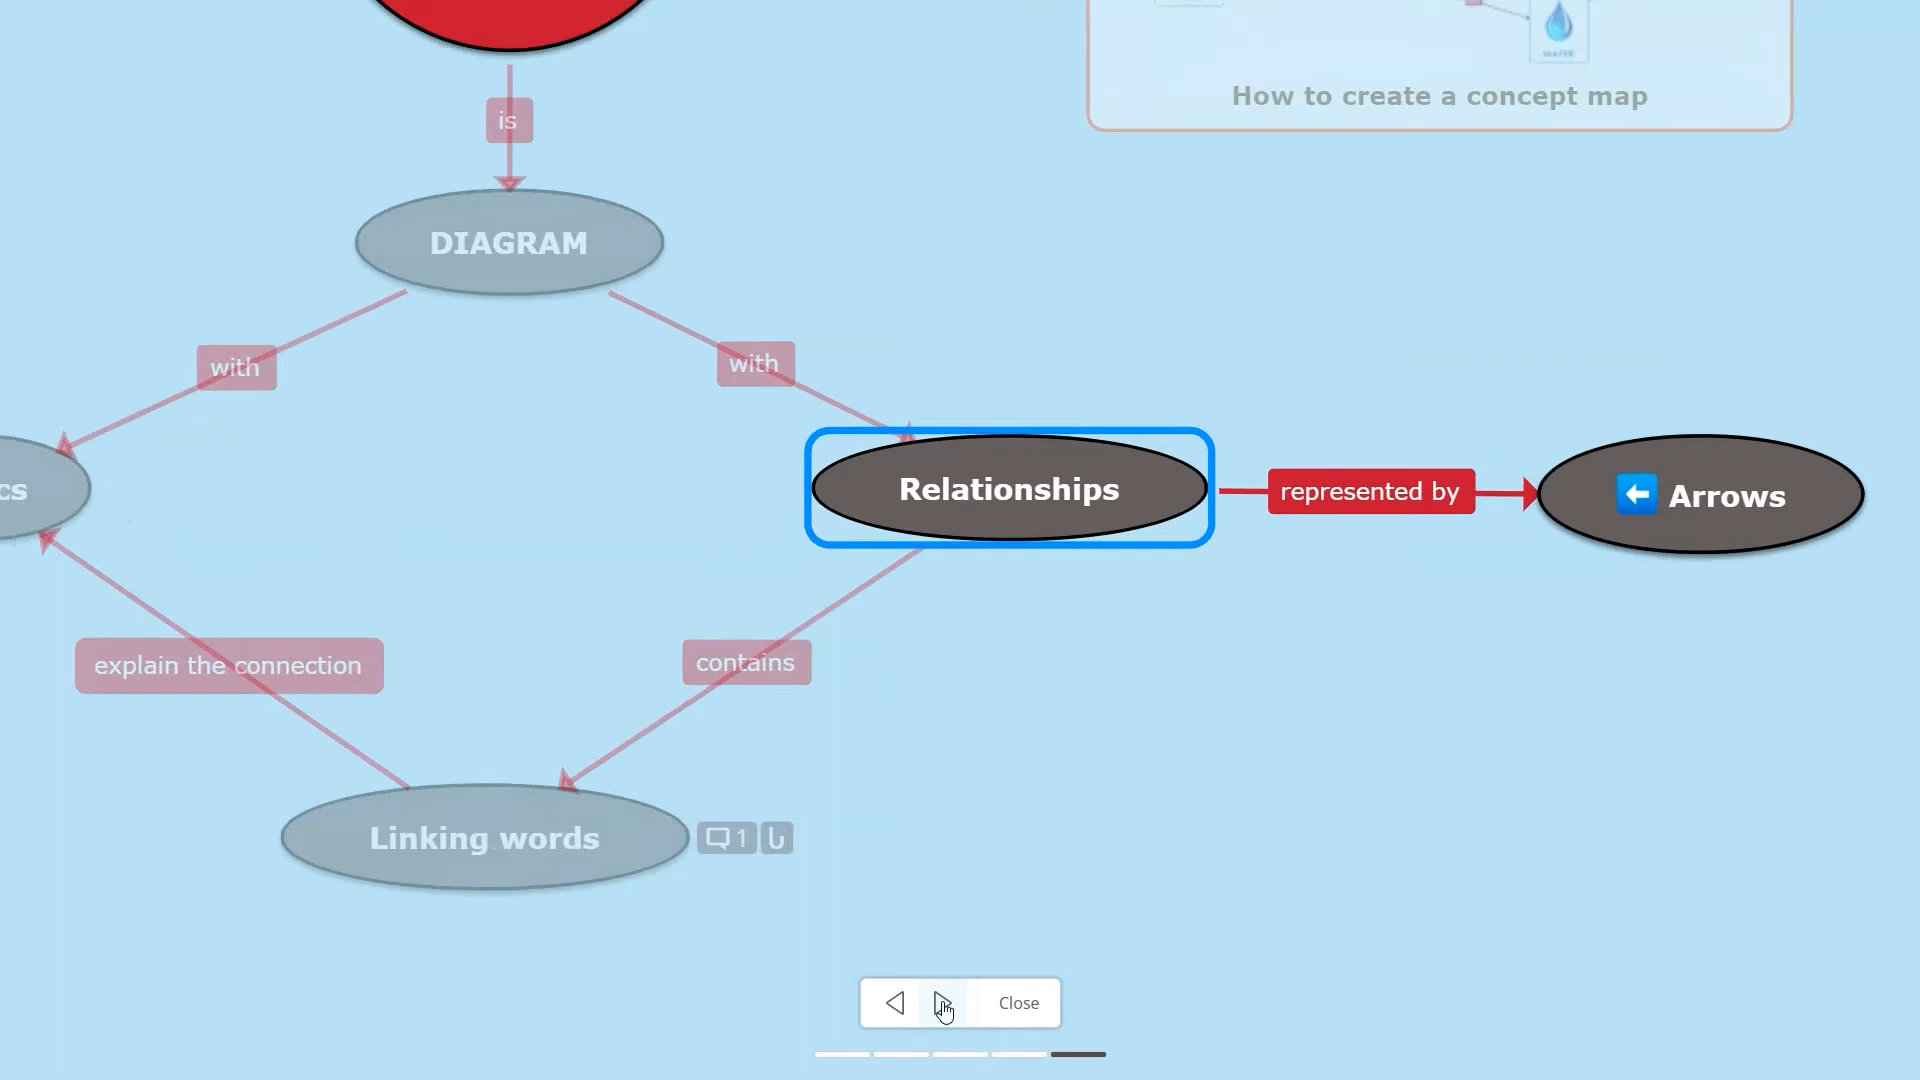 WATER
How to create a concept map
is
DIAGRAM
with
with
cs
Relationships
represented by
Arrows
explain the connection
contains
Linking words
1
Close